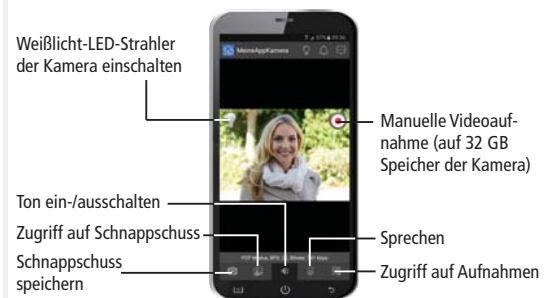 Weißlicht-LED-Strahler
der Kamera einschalten
MeineAppKamera
Manuelle Videoauf-
nahme (auf 32 GB
Speicher der Kamera)
Ton ein-/ausschalten
Zugriff auf Schnappschuss
Schnappschuss
speichern
Sprechen
Zugriff auf Aufnahmen